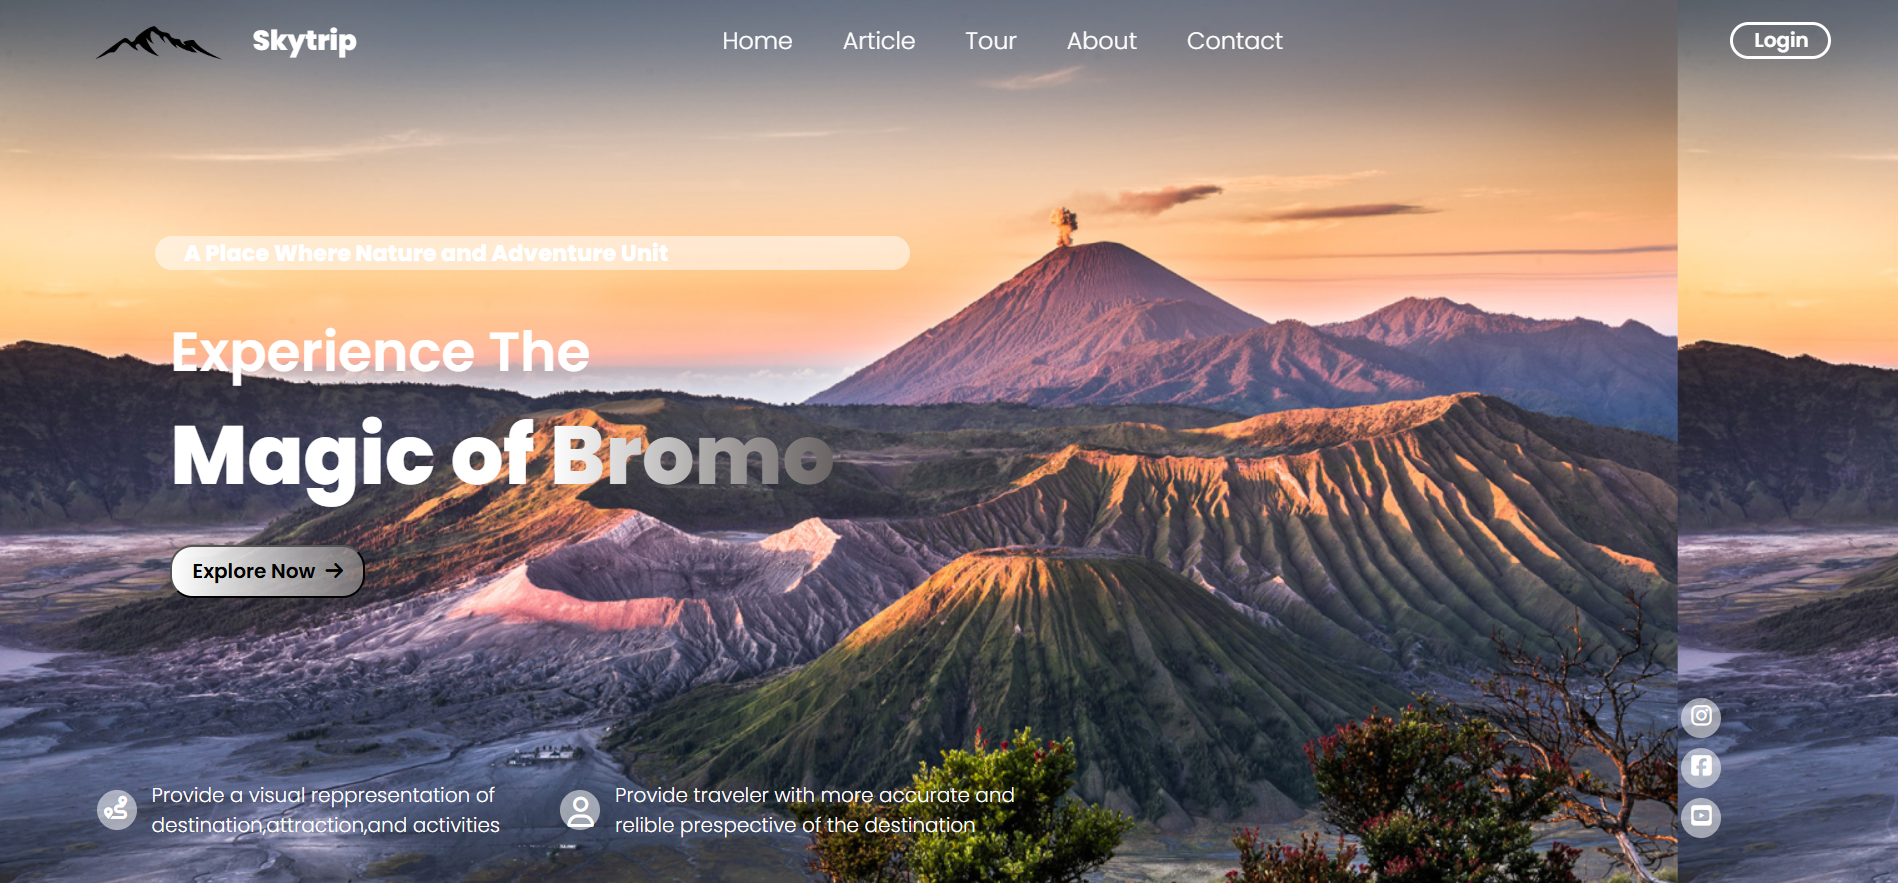 Skytrip
Home Article Tour About Contact
Login
A Place Where Nature and Adventure Unit
Experience The
Magic of Bromo
Explore Now →
Provide a visual reppresentation of
destination,attraction,and activities
Provide traveler with more accurate and
relible prespective of the destination